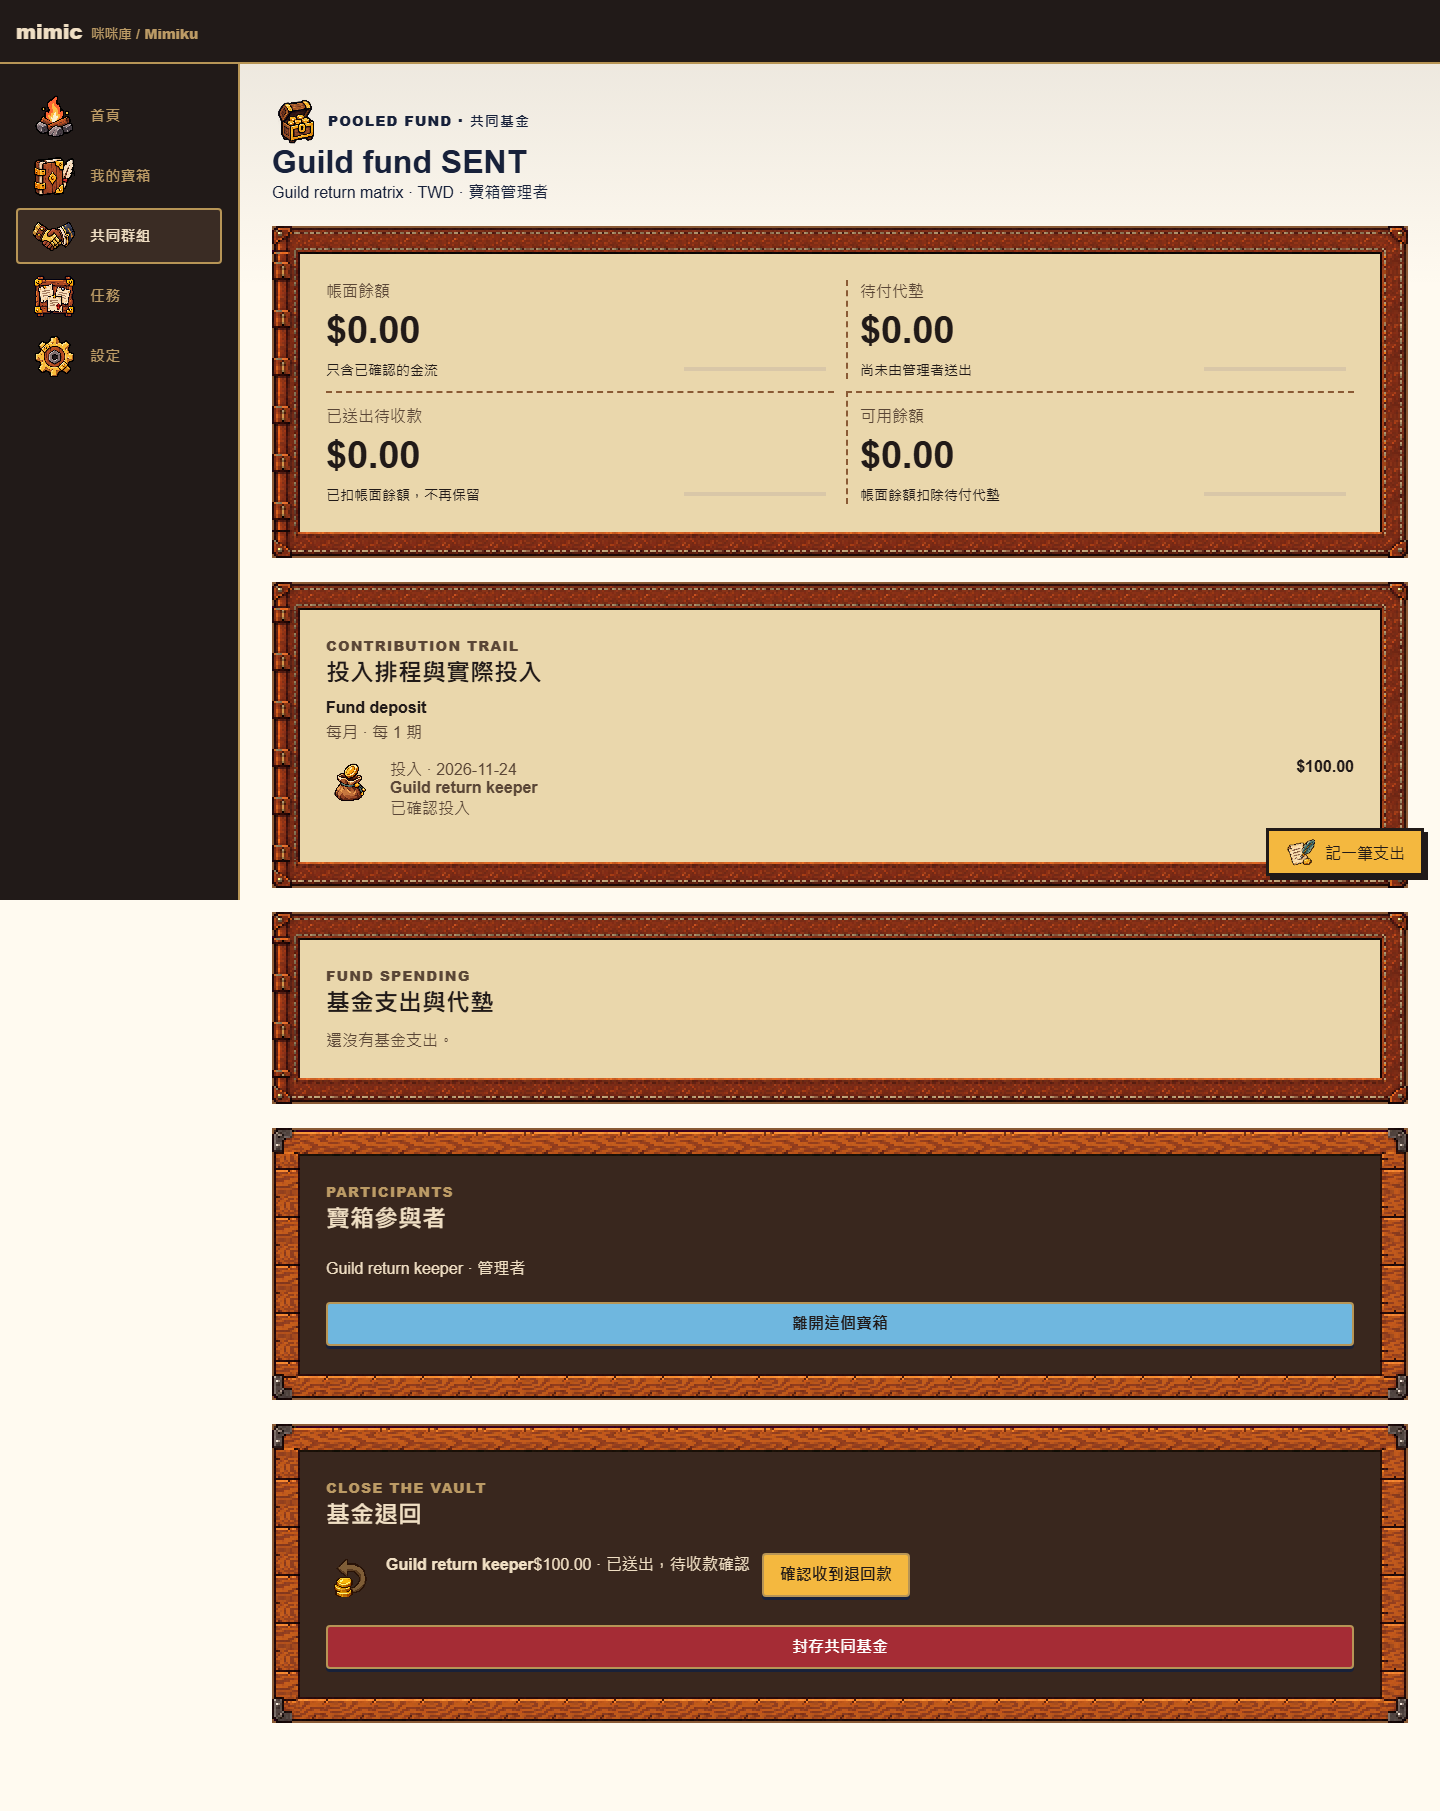 mimic 咪咪庫 / Mimiku
首頁
我的寶箱
共同群組
任務
設定
POOLED FUND · 共同基金
Guild fund SENT
Guild return matrix · TWD · 寶箱管理者
帳面餘額
$0.00
只含已確認的金流
待付代墊
$0.00
尚未由管理者送出
已送出待收款
$0.00
已扣帳面餘額，不再保留
可用餘額
$0.00
帳面餘額扣除待付代墊
CONTRIBUTION TRAIL
投入排程與實際投入
Fund deposit
每月 · 每 1 期
投入 · 2026-11-24
$100.00
Guild return keeper
已確認投入
記一筆支出
FUND SPENDING
基金支出與代墊
還沒有基金支出。
PARTICIPANTS
寶箱參與者
Guild return keeper · 管理者
離開這個寶箱
CLOSE THE VAULT
基金退回
Guild return keeper$100.00 · 已送出，待收款確認
確認收到退回款
封存共同基金